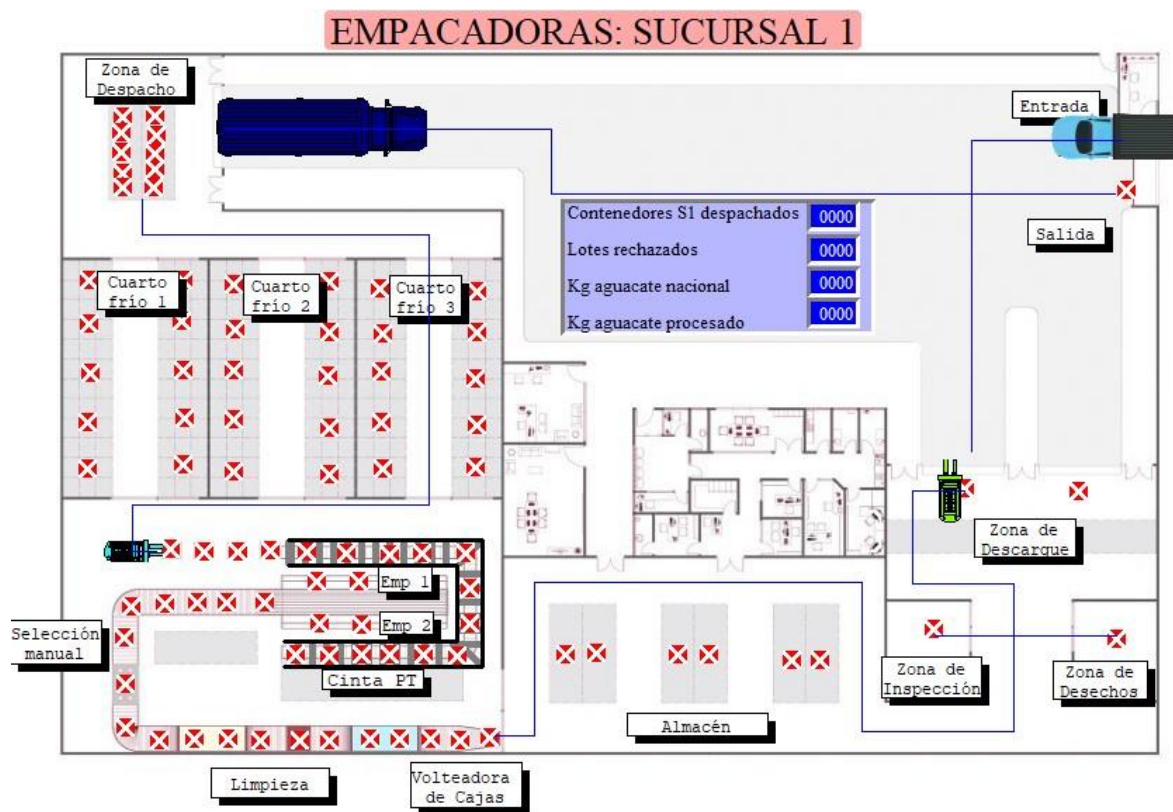 EMPACADORAS: SUCURSAL 1
Zona de
Despacho
Entrada
Contenedores S1 despachados 0000
Lotes rechazados 0000
Kg aguacate nacional 0000
Kg aguacate procesado 0000
Salida
Cuarto
frío 1
Cuarto
frío 2
Cuarto
frío 3
Zona de
Descargue
Emp 1
Emp 2
Selección
manual
Cinta PT
Zona de
Inspección
Zona de
Desechos
Almacén
Limpieza
Volteadora
de Cajas